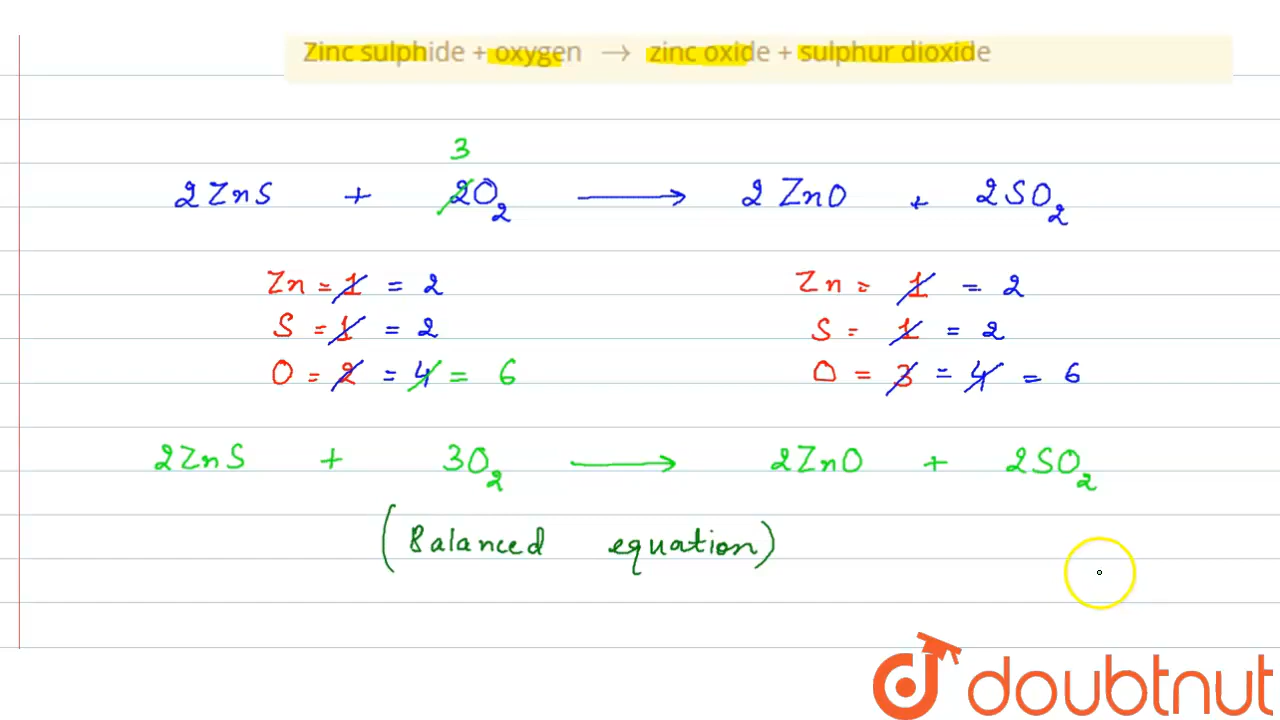 Zinc sulphide + oxygen → zinc oxide + sulphur dioxide
3
2ZnS + 2O₂ → 2ZnO + 2SO₂
Zn = 1 = 2 Zn = 1 = 2
S = 1 = 2 S = 1 = 2
O = 2 = 4 = 6 O = 3 = 4 = 6
2ZnS + 3O₂ → 2ZnO + 2SO₂
(Balanced equation)
doubtnut